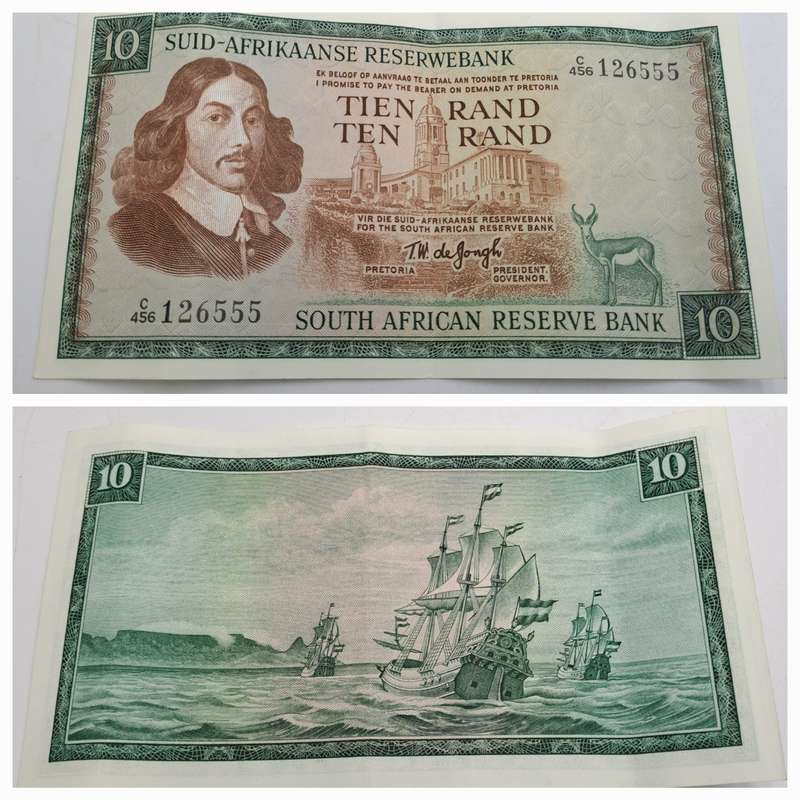 10
SUID-AFRIKAANSE RESERWEBANK
C/456 126555
EK BELOOF OP AANVRAAG TE BETAAL AAN TOONDER TE PRETORIA
I PROMISE TO PAY THE BEARER ON DEMAND AT PRETORIA
TIEN RAND
TEN RAND
VIR DIE SUID-AFRIKAANSE RESERWEBANK
FOR THE SOUTH AFRICAN RESERVE BANK
T.W. de Jongh
PRETORIA PRESIDENT.
GOVERNOR.
C/456 126555
SOUTH AFRICAN RESERVE BANK
10
10
10